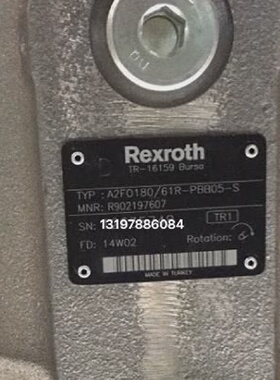 Rexroth
TR-16159 Bursa
TYP: A2FO180/61R-PBB05-S
MNR: R902197607
SN:
TR1
13197886084
FD: 14W02
Rotation:
MADE IN TURKEY